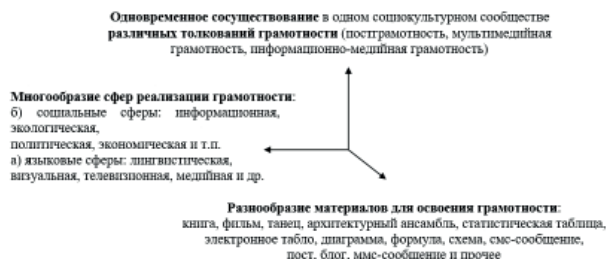 Одновременное сосуществование в одном социокультурном сообществе
различных толкований грамотности (постграмотность, мультимедийная
грамотность, информационно-медийная грамотность)
Многообразие сфер реализации грамотности:
б) социальные сферы: информационная,
экологическая,
политическая, экономическая и т.п.
а) языковые сферы: лингвистическая,
визуальная, телевизионная, медийная и др.
Разнообразие материалов для освоения грамотности:
книга, фильм, танец, архитектурный ансамбль, статистическая таблица,
электронное табло, диаграмма, формула, схема, смс-сообщение,
пост, блог, ммс-сообщение и прочее